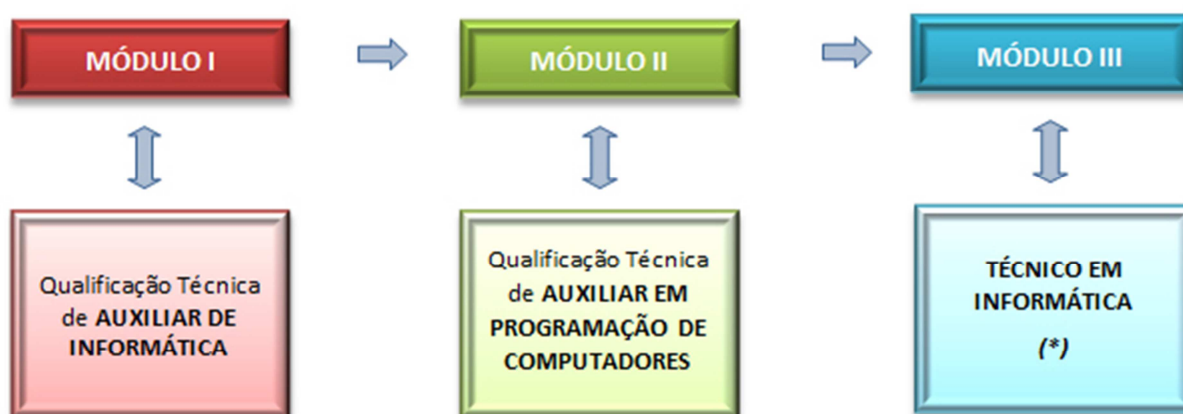 MÓDULO I
MÓDULO II
MÓDULO III
Qualificação Técnica
de AUXILIAR DE
INFORMÁTICA
Qualificação Técnica
de AUXILIAR EM
PROGRAMAÇÃO DE
COMPUTADORES
TÉCNICO EM
INFORMÁTICA
(*)